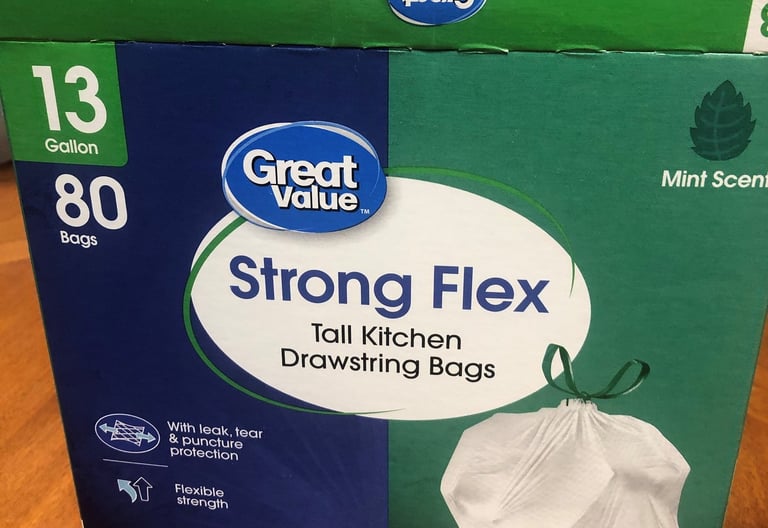 13
Gallon
80
Bags
Great
Value™
Mint Scent
Strong Flex
Tall Kitchen
Drawstring Bags
With leak, tear
& puncture
protection
Flexible
strength